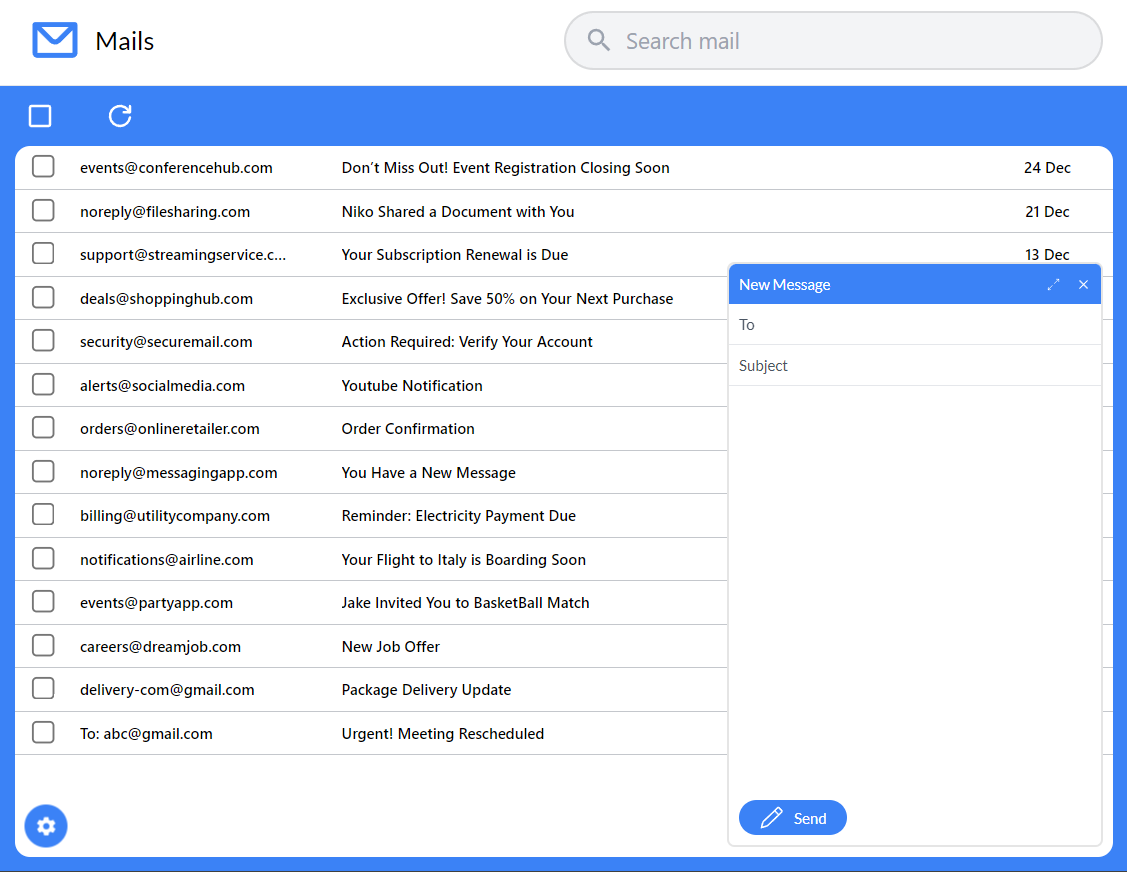 Mails
Search mail
events@conferencehub.com Don't Miss Out! Event Registration Closing Soon 24 Dec
noreply@filesharing.com Niko Shared a Document with You 21 Dec
support@streamingservice.c... Your Subscription Renewal is Due 13 Dec
deals@shoppinghub.com Exclusive Offer! Save 50% on Your Next Purchase
security@securemail.com Action Required: Verify Your Account
alerts@socialmedia.com Youtube Notification
orders@onlineretailer.com Order Confirmation
noreply@messagingapp.com You Have a New Message
billing@utilitycompany.com Reminder: Electricity Payment Due
notifications@airline.com Your Flight to Italy is Boarding Soon
events@partyapp.com Jake Invited You to BasketBall Match
careers@dreamjob.com New Job Offer
delivery-com@gmail.com Package Delivery Update
To: abc@gmail.com Urgent! Meeting Rescheduled
New Message
To
Subject
Send